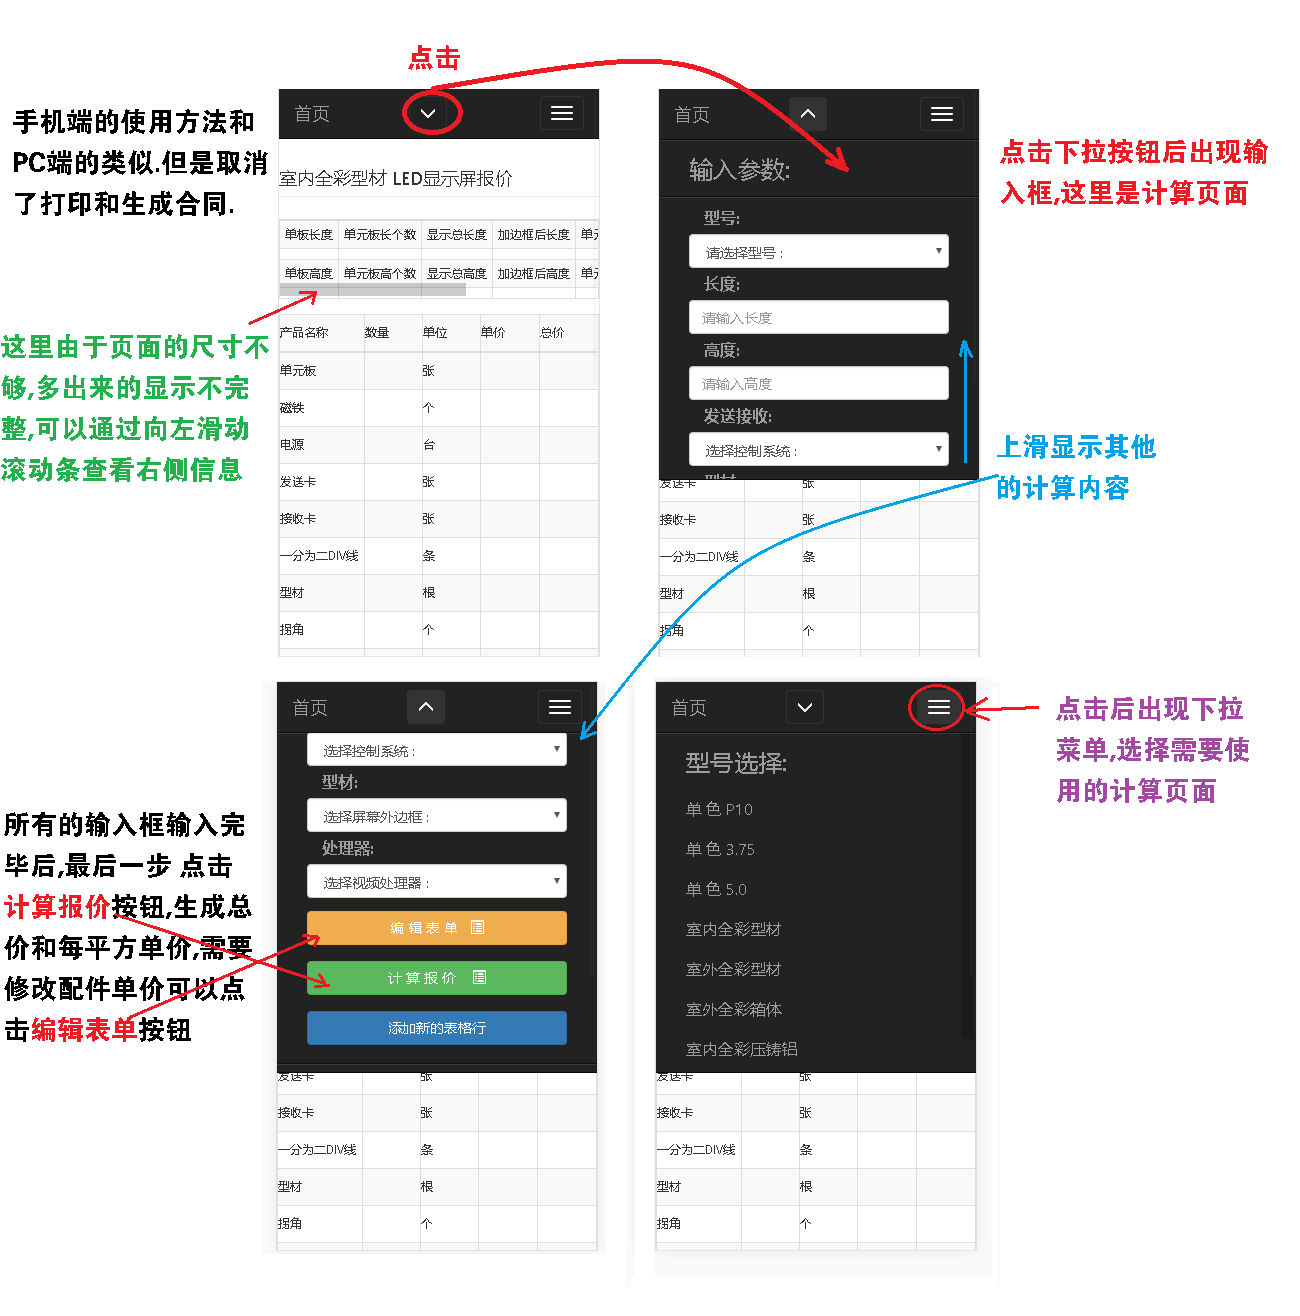 点击
手机端的使用方法和
PC端的类似.但是取消
了打印和生成合同.
首页
室内全彩型材 LED显示屏报价
单板长度 单元板长个数 显示总长度 加边框后长度 单元
单板高度 单元板高个数 显示总高度 加边框后高度 单元
产品名称 数量 单位 单价 总价
单元板 张
磁铁 个
电源 台
发送卡 张
接收卡 张
一分为二DIV线 条
型材 根
拐角 个
这里由于页面的尺寸不
够,多出来的显示不完
整,可以通过向左滑动
滚动条查看右侧信息
首页
输入参数:
型号:
请选择型号 :
长度:
请输入长度
高度:
请输入高度
发送接收:
选择控制系统 :
型材:
发送卡 张
接收卡 张
一分为二DIV线 条
型材 根
拐角 个
点击下拉按钮后出现输
入框,这里是计算页面
上滑显示其他
的计算内容
首页
选择控制系统 :
型材:
选择屏幕外边框 :
处理器:
选择视频处理器 :
编 辑 表 单
计 算 报 价
添加新的表格行
发送卡 张
接收卡 张
一分为二DIV线 条
型材 根
拐角 个
所有的输入框输入完
毕后,最后一步 点击
计算报价按钮,生成总
价和每平方单价,需要
修改配件单价可以点
击编辑表单按钮
首页
型号选择:
单 色 P10
单 色 3.75
单 色 5.0
室内全彩型材
室外全彩型材
室外全彩箱体
室内全彩压铸铝
发送卡 张
接收卡 张
一分为二DIV线 条
型材 根
拐角 个
点击后出现下拉
菜单,选择需要使
用的计算页面